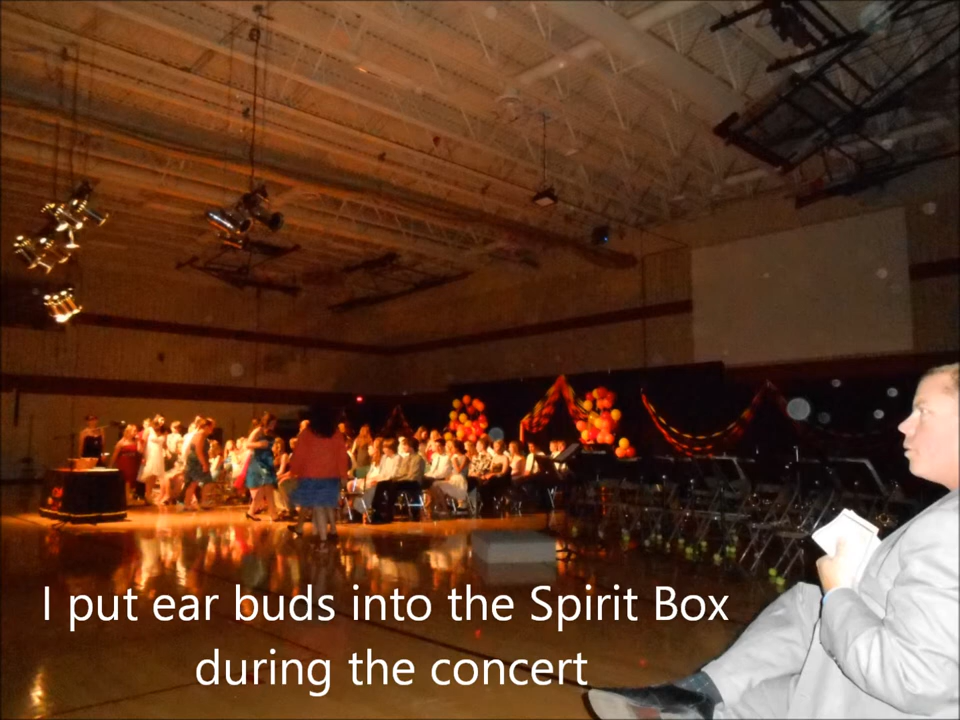 I put ear buds into the Spirit Box
during the concert